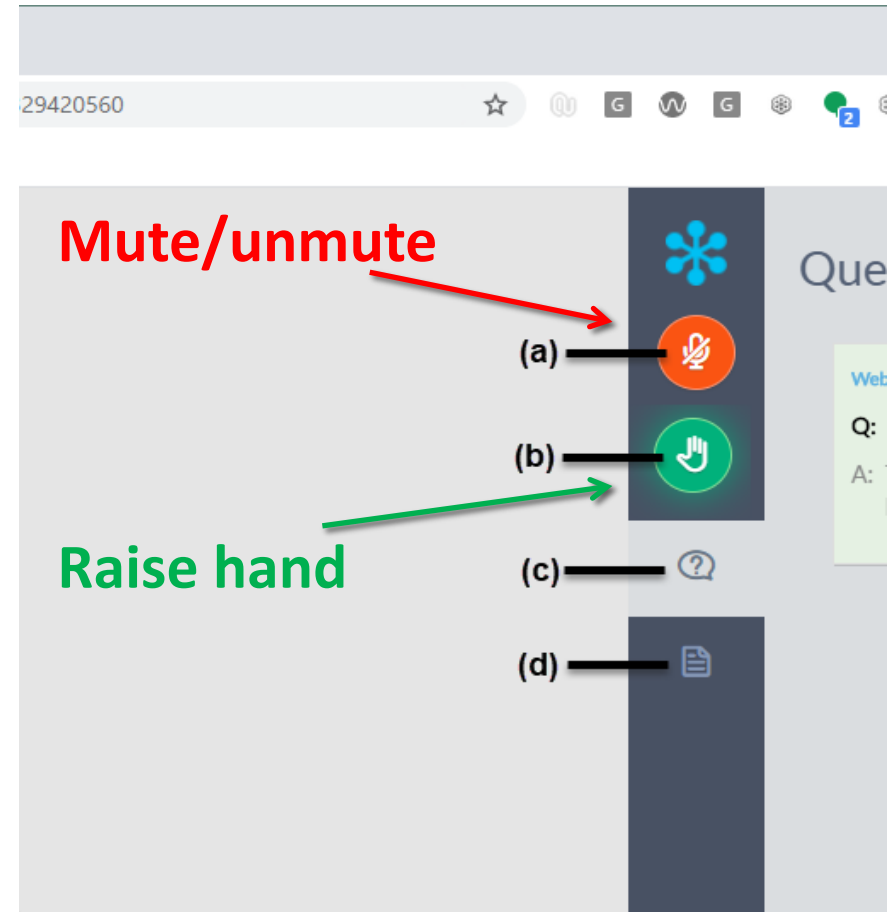 29420560
G
G
2
Mute/unmute
Que
(a)
Web
Q:
(b)
A:
Raise hand
(c)
(d)